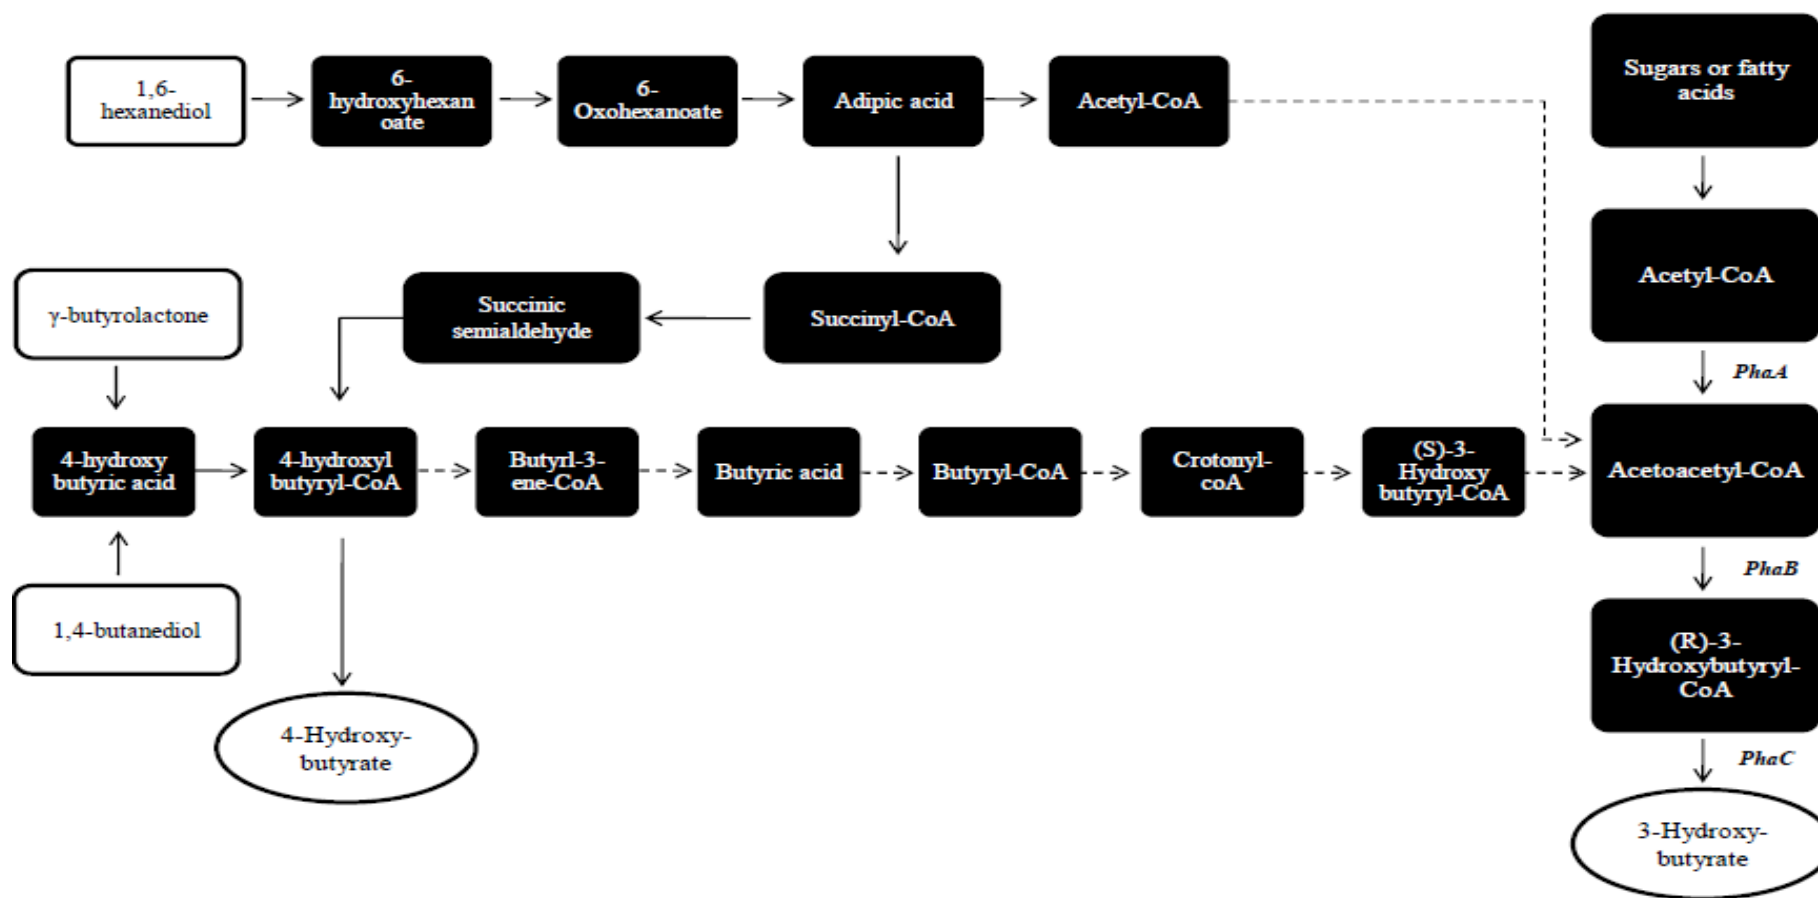 1,6-
hexanediol
6-
hydroxyhexan
oate
6-
Oxohexanoate
Adipic acid
Acetyl-CoA
Sugars or fatty
acids
Acetyl-CoA
γ-butyrolactone
Succinic
semialdehyde
Succinyl-CoA
PhaA
4-hydroxy
butyric acid
4-hydroxyl
butyryl-CoA
Butyrl-3-
ene-CoA
Butyric acid
Butyryl-CoA
Crotonyl-
coA
(S)-3-
Hydroxy
butyryl-CoA
Acetoacetyl-CoA
PhaB
1,4-butanediol
(R)-3-
Hydroxybutyryl-
CoA
4-Hydroxy-
butyrate
PhaC
3-Hydroxy-
butyrate